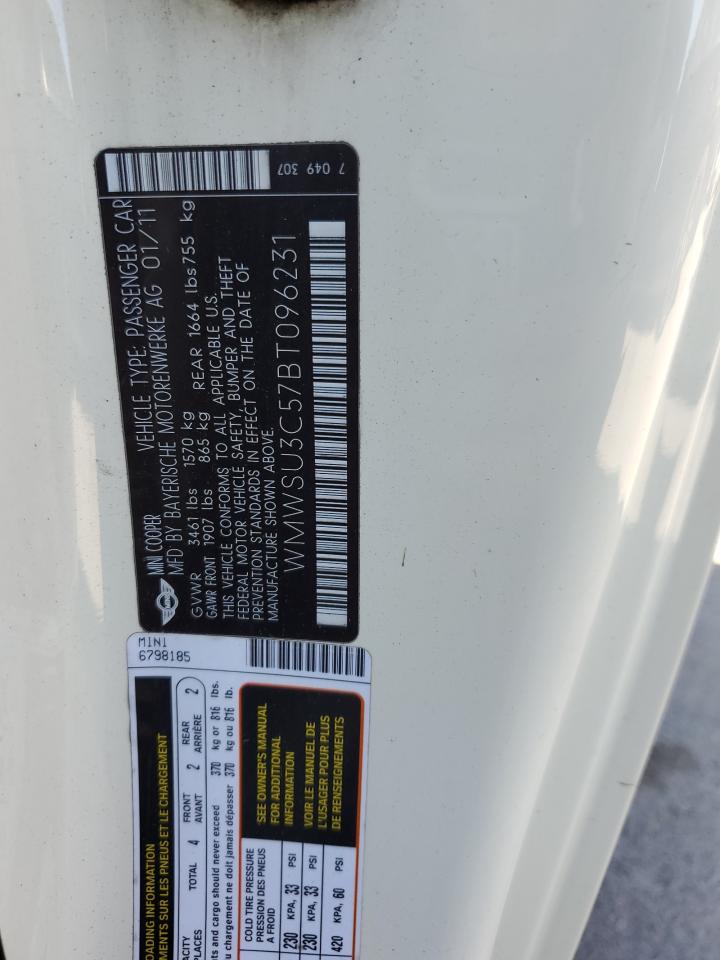 MINI COOPER VEHICLE TYPE: PASSENGER CAR
MFD BY BAYERISCHE MOTORENWERKE AG 01/11
GVWR 3461 lbs 1570 kg
GAWR FRONT 1907 lbs 865 kg REAR 1664 lbs 755 kg
THIS VEHICLE CONFORMS TO ALL APPLICABLE U.S.
FEDERAL MOTOR VEHICLE SAFETY, BUMPER AND THEFT
PREVENTION STANDARDS IN EFFECT ON THE DATE OF
MANUFACTURE SHOWN ABOVE.
WMWSU3C57BT096231
7 049 307
MINI
6798185
OADING INFORMATION
MENTS SUR LES PNEUS ET LE CHARGEMENT
ACITY
PLACES
TOTAL 4
FRONT
AVANT
2
REAR
ARRIÈRE
2
nts and cargo should never exceed 370 kg or 816 lbs.
u chargement ne doit jamais dépasser 370 kg ou 816 lb.
COLD TIRE PRESSURE
PRESSION DES PNEUS
A FROID
SEE OWNER'S MANUAL
FOR ADDITIONAL
INFORMATION
VOIR LE MANUEL DE
L'USAGER POUR PLUS
DE RENSEIGNEMENTS
230 KPA, 33 PSI
230 KPA, 33 PSI
420 KPA, 60 PSI